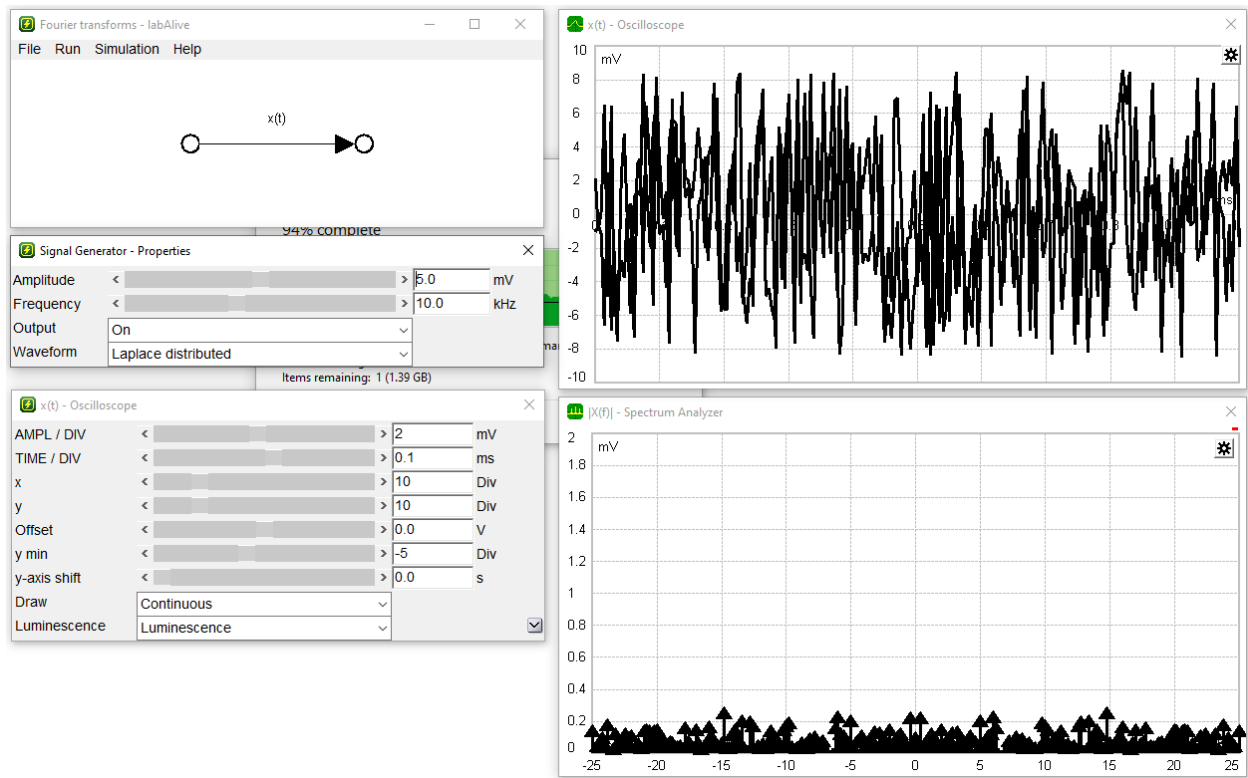 Fourier transforms - labAlive
File Run Simulation Help
x(t)
94% complete
Signal Generator - Properties
Amplitude < > 5.0 mV
Frequency < > 10.0 kHz
Output On
Waveform Laplace distributed
Items remaining: 1 (1.39 GB)
x(t) - Oscilloscope
AMPL / DIV < > 2 mV
TIME / DIV < > 0.1 ms
x < > 10 Div
y < > 10 Div
Offset < > 0.0 V
y min < > -5 Div
y-axis shift < > 0.0 s
Draw Continuous
Luminescence Luminescence
x(t) - Oscilloscope
10
mV
8
6
4
2
ms
0
-2
-4
-6
-8
-10
|X(f)| - Spectrum Analyzer
2
mV
1.8
1.6
1.4
1.2
1
0.8
0.6
0.4
0.2
0
-25 -20 -15 -10 -5 0 5 10 15 20 25